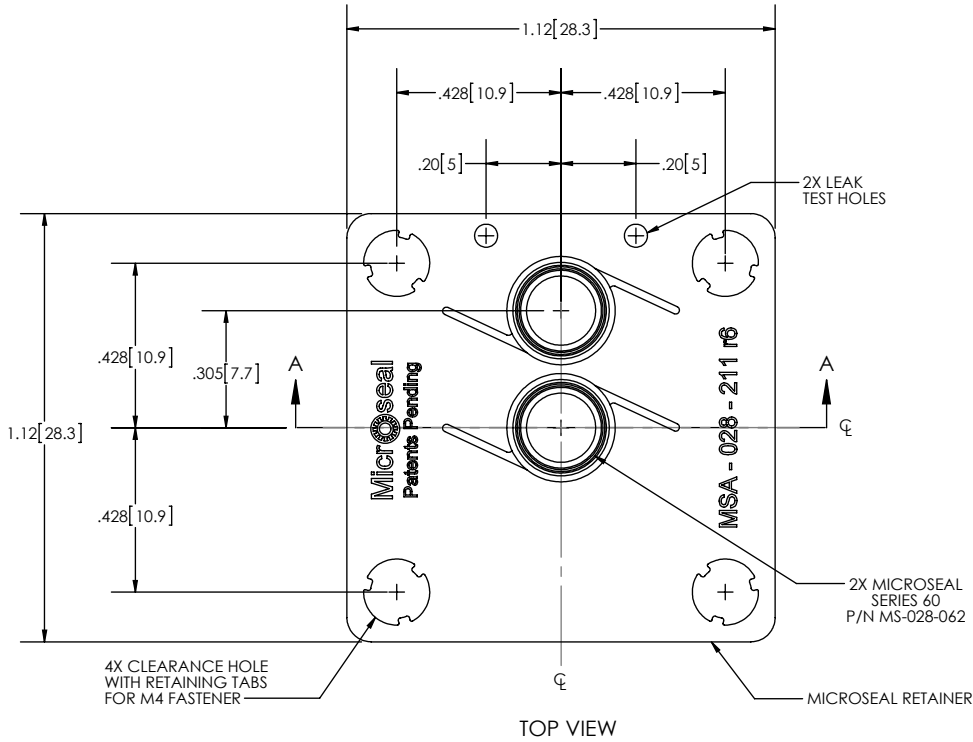 1.12[28.3]
.428[10.9]
.428[10.9]
.20[5]
.20[5]
2X LEAK
TEST HOLES
.428[10.9]
.305[7.7]
A
A
℄
1.12[28.3]
Microseal
Patents Pending
MSA - 028 - 211 r6
.428[10.9]
2X MICROSEAL
SERIES 60
P/N MS-028-062
4X CLEARANCE HOLE
WITH RETAINING TABS
FOR M4 FASTENER
℄
MICROSEAL RETAINER
TOP VIEW